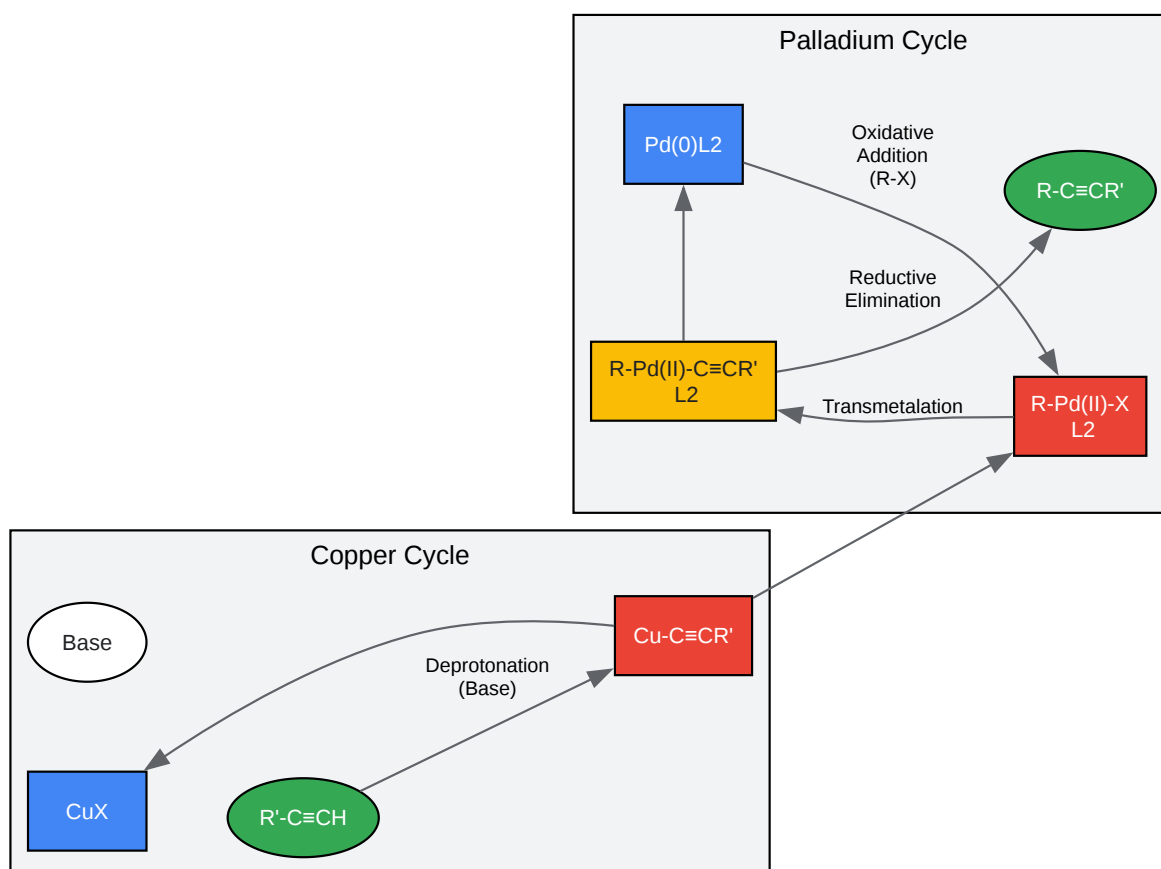 Palladium Cycle
Pd(0)L2
Oxidative
Addition
(R-X)
R-C≡CR'
Reductive
Elimination
R-Pd(II)-C≡CR'
L2
Transmetalation
R-Pd(II)-X
L2
Copper Cycle
Base
Cu-C≡CR'
Deprotonation
(Base)
CuX
R'-C≡CH